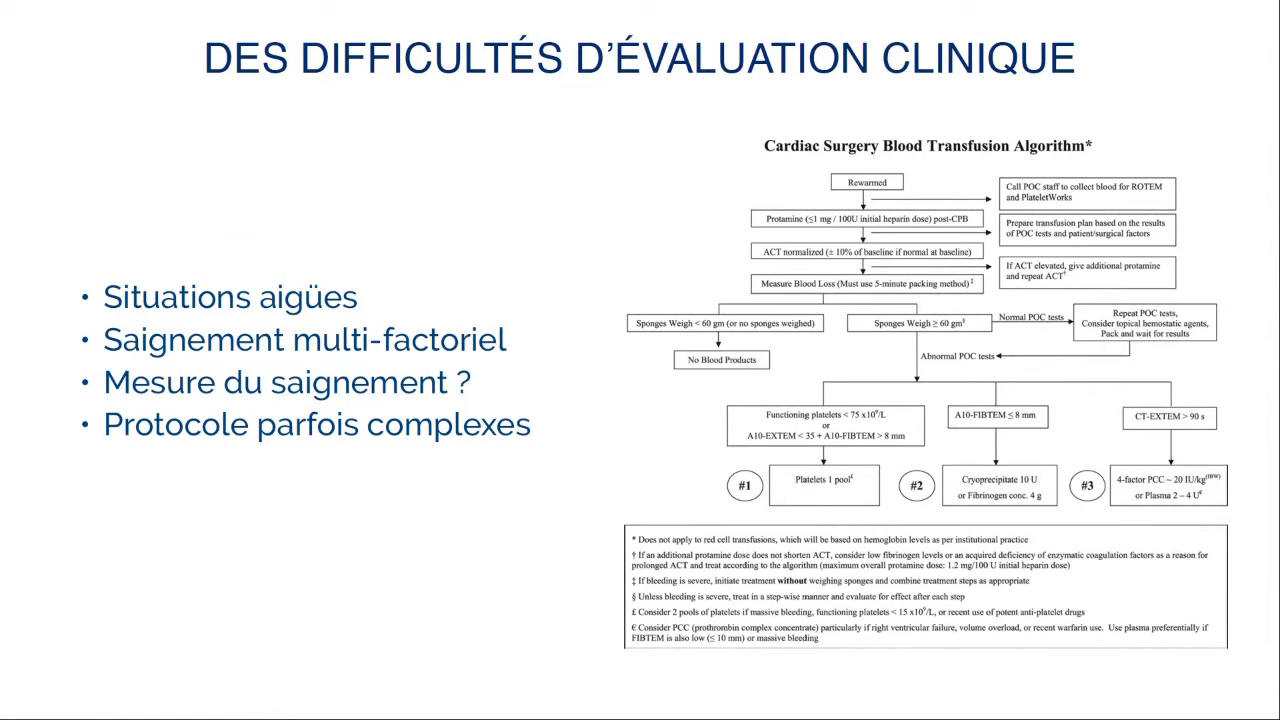 DES DIFFICULTÉS D’ÉVALUATION CLINIQUE
• Situations aigües
• Saignement multi-factoriel
• Mesure du saignement ?
• Protocole parfois complexes
Cardiac Surgery Blood Transfusion Algorithm*
Rewarmed
Call POC staff to collect blood for ROTEM
and PlateletWorks
Protamine (≤1 mg / 100U initial heparin dose) post-CPB
Prepare transfusion plan based on the results
of POC tests and patient/surgical factors
ACT normalized (± 10% of baseline if normal at baseline)
If ACT elevated, give additional protamine
and repeat ACT†
Measure Blood Loss (Must use 5-minute packing method) ‡
Sponges Weigh < 60 gm (or no sponges weighed)
Sponges Weigh ≥ 60 gm§
Normal POC tests
Repeat POC tests,
Consider topical hemostatic agents,
Pack and wait for results
No Blood Products
Abnormal POC tests
Functioning platelets < 75 x10⁹/L
or
A10-EXTEM < 35 + A10-FIBTEM > 8 mm
A10-FIBTEM ≤ 8 mm
CT-EXTEM > 90 s
#1
Platelets 1 pool£
#2
Cryoprecipitate 10 U
or Fibrinogen conc. 4 g
#3
4-factor PCC ~ 20 IU/kg(IBW)
or Plasma 2 – 4 U€
* Does not apply to red cell transfusions, which will be based on hemoglobin levels as per institutional practice
† If an additional protamine dose does not shorten ACT, consider low fibrinogen levels or an acquired deficiency of enzymatic coagulation factors as a reason for
prolonged ACT and treat according to the algorithm (maximum overall protamine dose: 1.2 mg/100 U initial heparin dose)
‡ If bleeding is severe, initiate treatment without weighing sponges and combine treatment steps as appropriate
§ Unless bleeding is severe, treat in a step-wise manner and evaluate for effect after each step
£ Consider 2 pools of platelets if massive bleeding, functioning platelets < 15 x10⁹/L, or recent use of potent anti-platelet drugs
€ Consider PCC (prothrombin complex concentrate) particularly if right ventricular failure, volume overload, or recent warfarin use. Use plasma preferentially if
FIBTEM is also low (≤ 10 mm) or massive bleeding